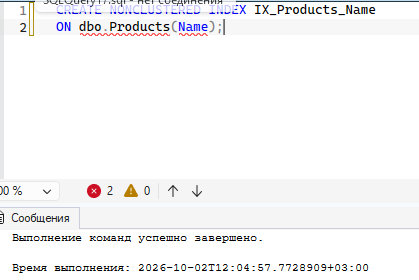 SQLQuery17.sql - нет соединения
1 CREATE NONCLUSTERED INDEX IX_Products_Name
2 ON dbo.Products(Name);
00 %
2 0
Сообщения
Выполнение команд успешно завершено.
Время выполнения: 2026-10-02T12:04:57.7728909+03:00